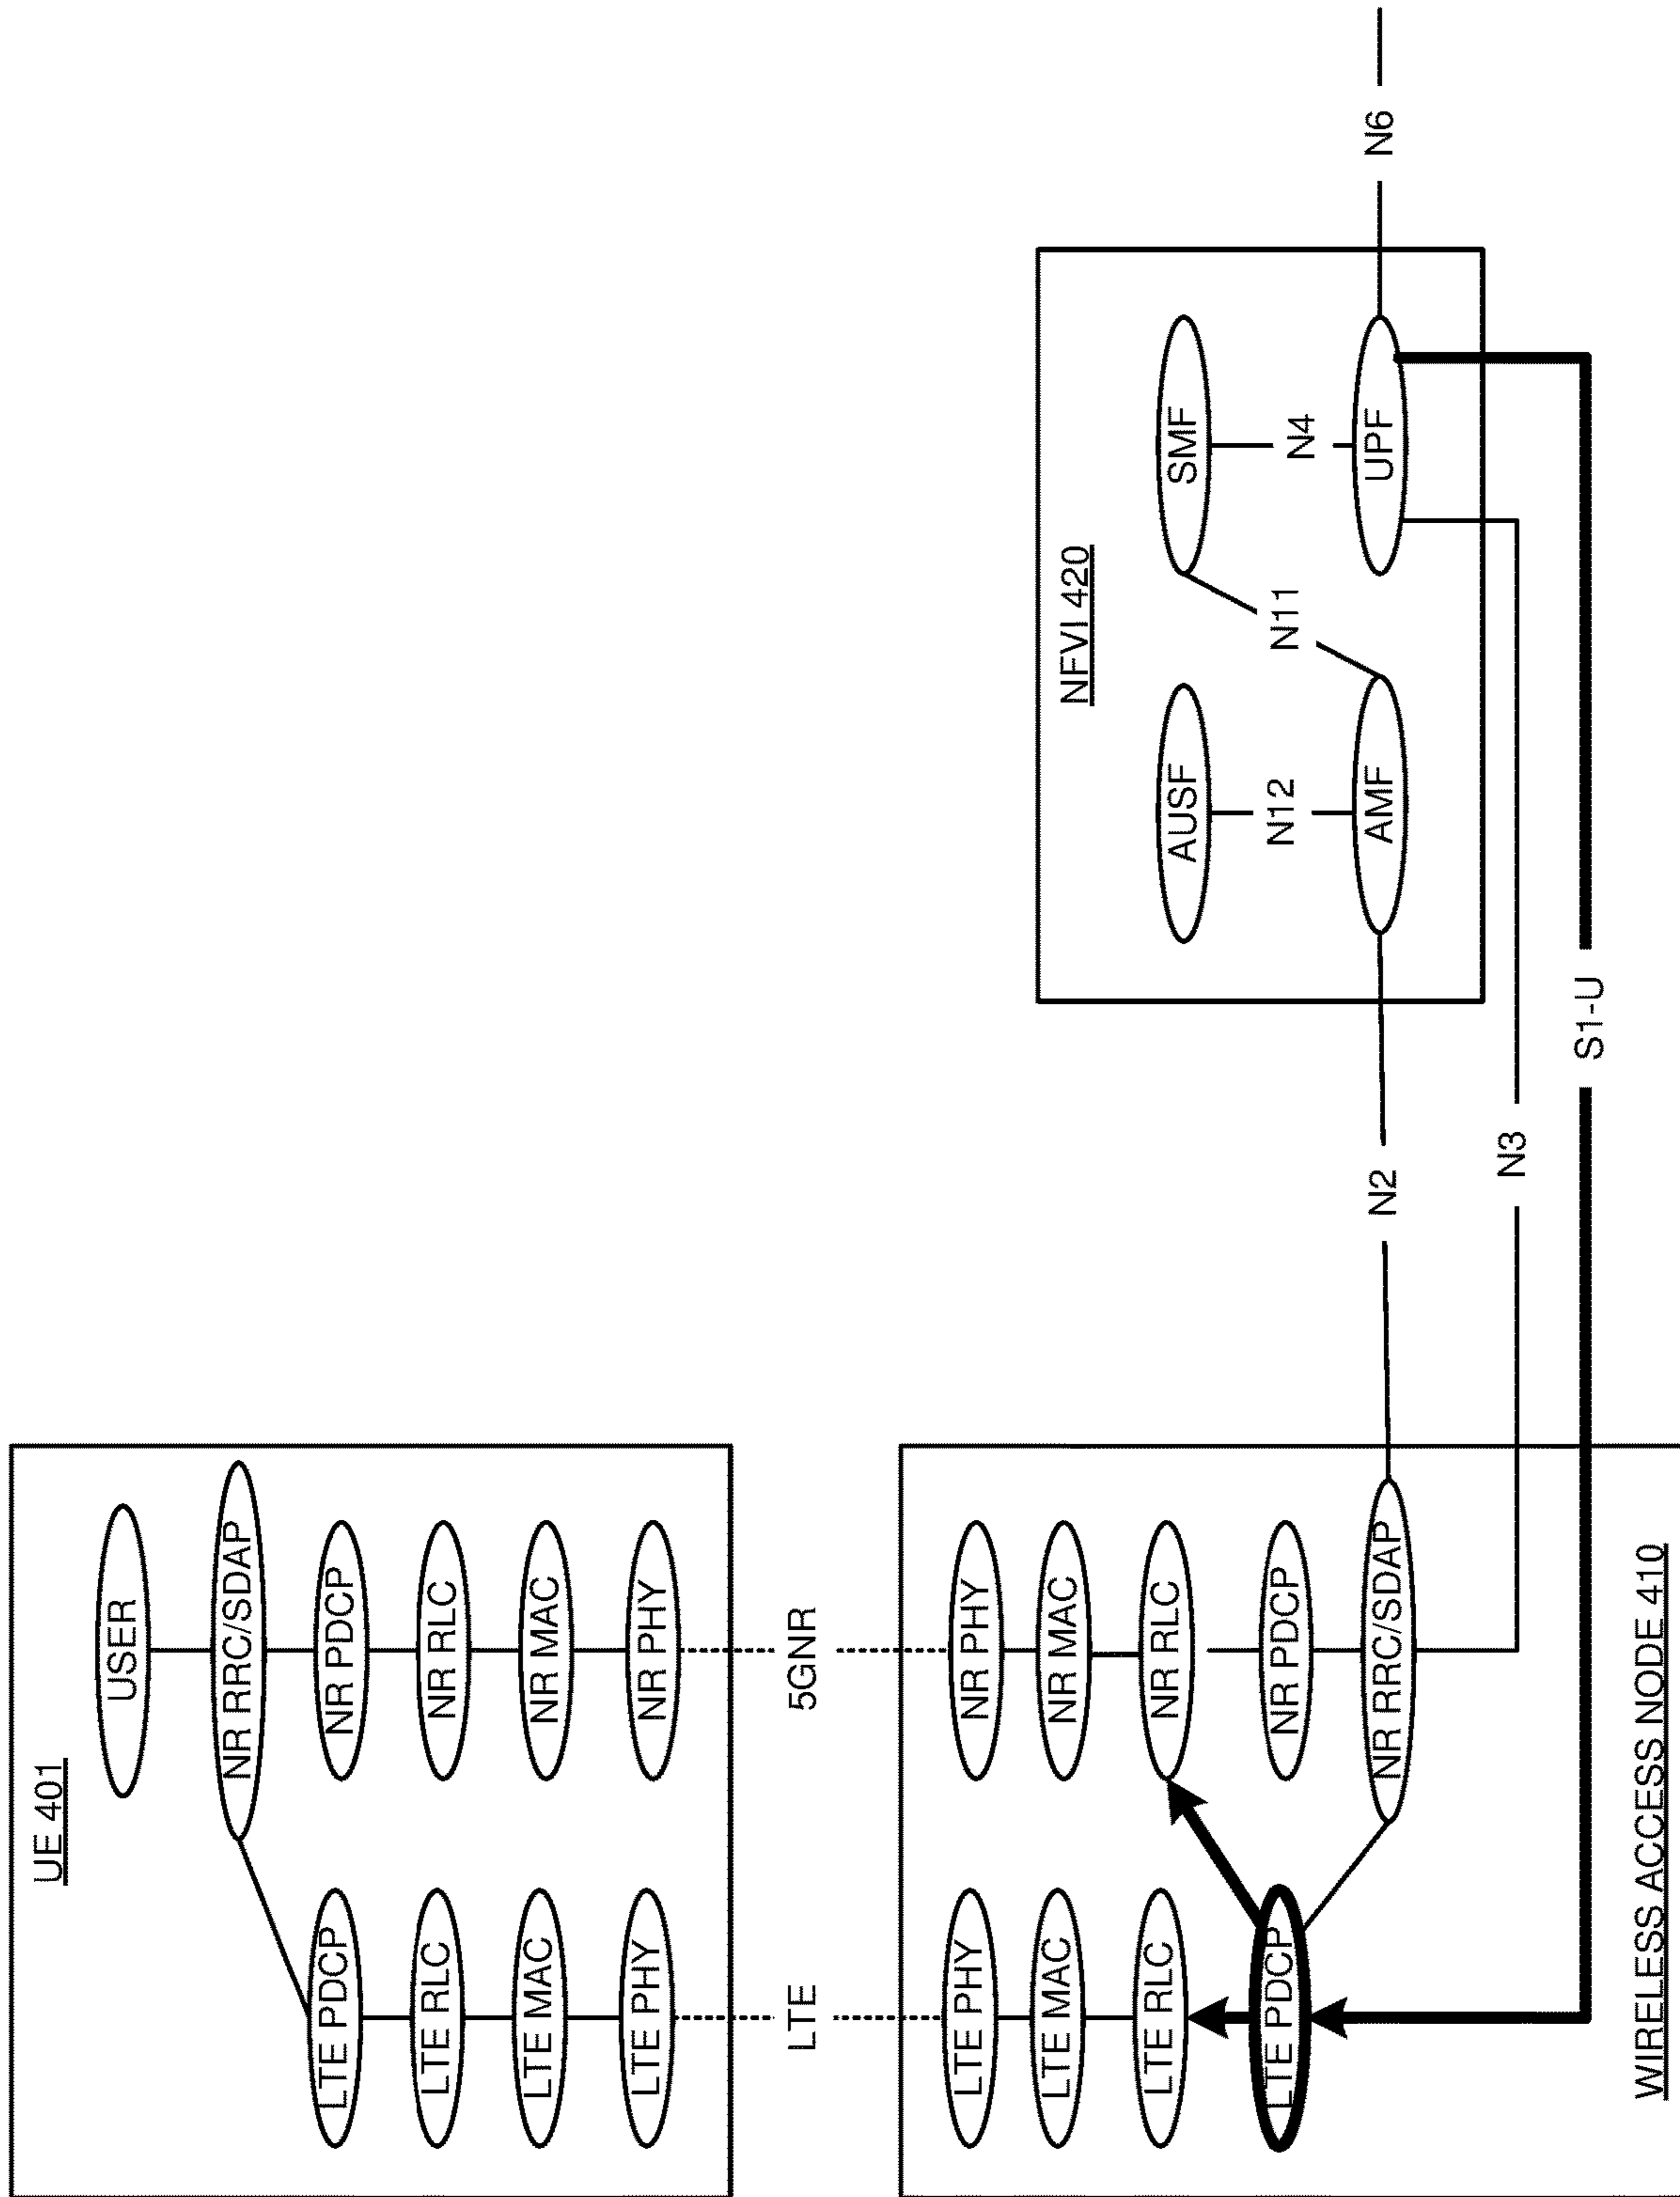 UE 401
USER
NR RRC/SDAP
LTE PDCP
NR PDCP
LTE RLC
NR RLC
LTE MAC
NR MAC
LTE PHY
NR PHY
LTE
5GNR
LTE PHY
NR PHY
LTE MAC
NR MAC
LTE RLC
NR RLC
LTE PDCP
NR PDCP
NR RRC/SDAP
WIRELESS ACCESS NODE 410
N2
N3
S1-U
NFVI 420
AUSF
SMF
N12
N11
N4
AMF
UPF
N6